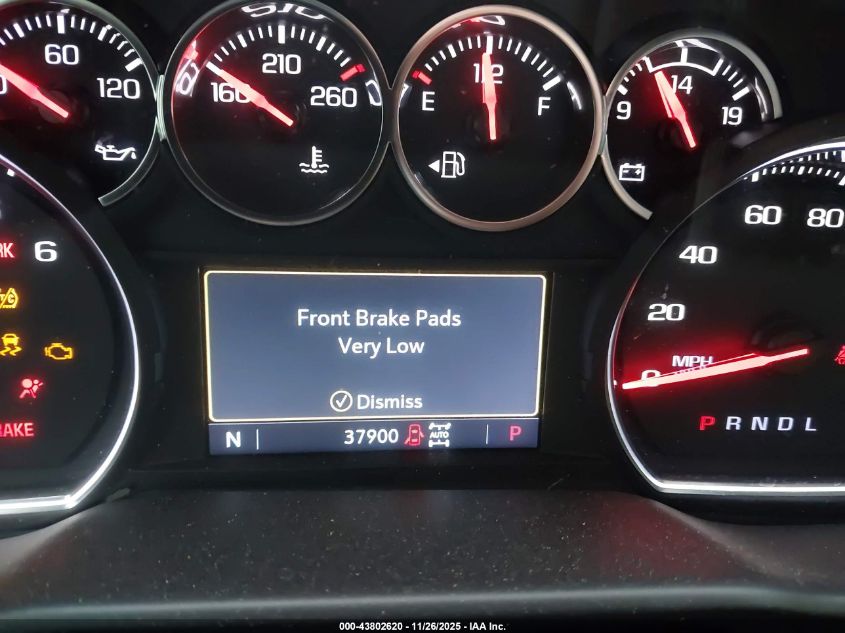 60
120
210
160
260
1/2
E
F
14
9
19
6
BRAKE
20
40
60
80
0
MPH
Front Brake Pads
Very Low
Dismiss
N 37900 AUTO P
P R N D L
000-43802620 - 11/26/2025 - IAA Inc.